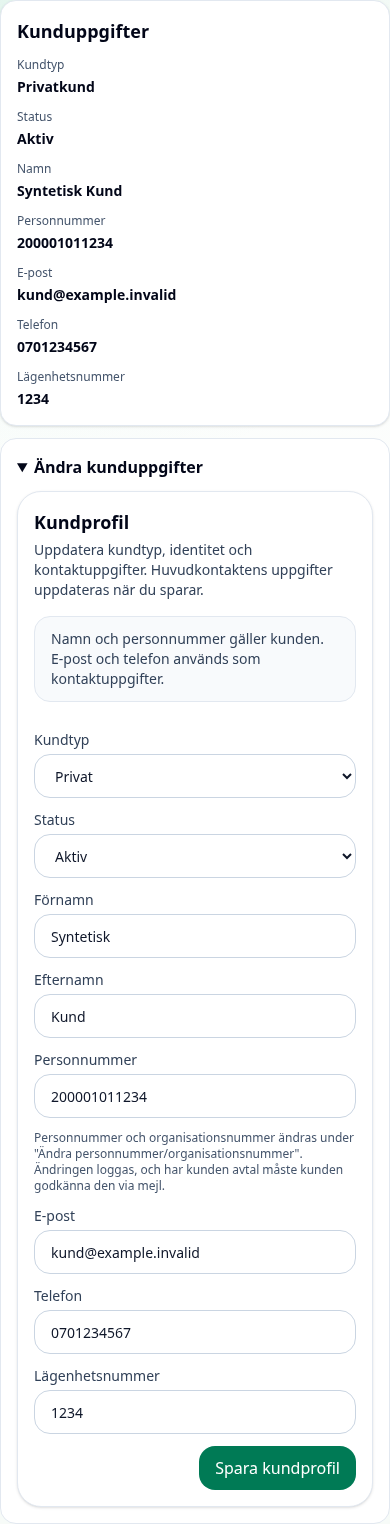 Kunduppgifter
Kundtyp
Privatkund
Status
Aktiv
Namn
Syntetisk Kund
Personnummer
200001011234
E-post
kund@example.invalid
Telefon
0701234567
Lägenhetsnummer
1234
▼ Ändra kunduppgifter
Kundprofil
Uppdatera kundtyp, identitet och
kontaktuppgifter. Huvudkontaktens uppgifter
uppdateras när du sparar.
Namn och personnummer gäller kunden.
E-post och telefon används som
kontaktuppgifter.
Kundtyp
Privat
Status
Aktiv
Förnamn
Syntetisk
Efternamn
Kund
Personnummer
200001011234
Personnummer och organisationsnummer ändras under
"Ändra personnummer/organisationsnummer".
Ändringen loggas, och har kunden avtal måste kunden
godkänna den via mejl.
E-post
kund@example.invalid
Telefon
0701234567
Lägenhetsnummer
1234
Spara kundprofil